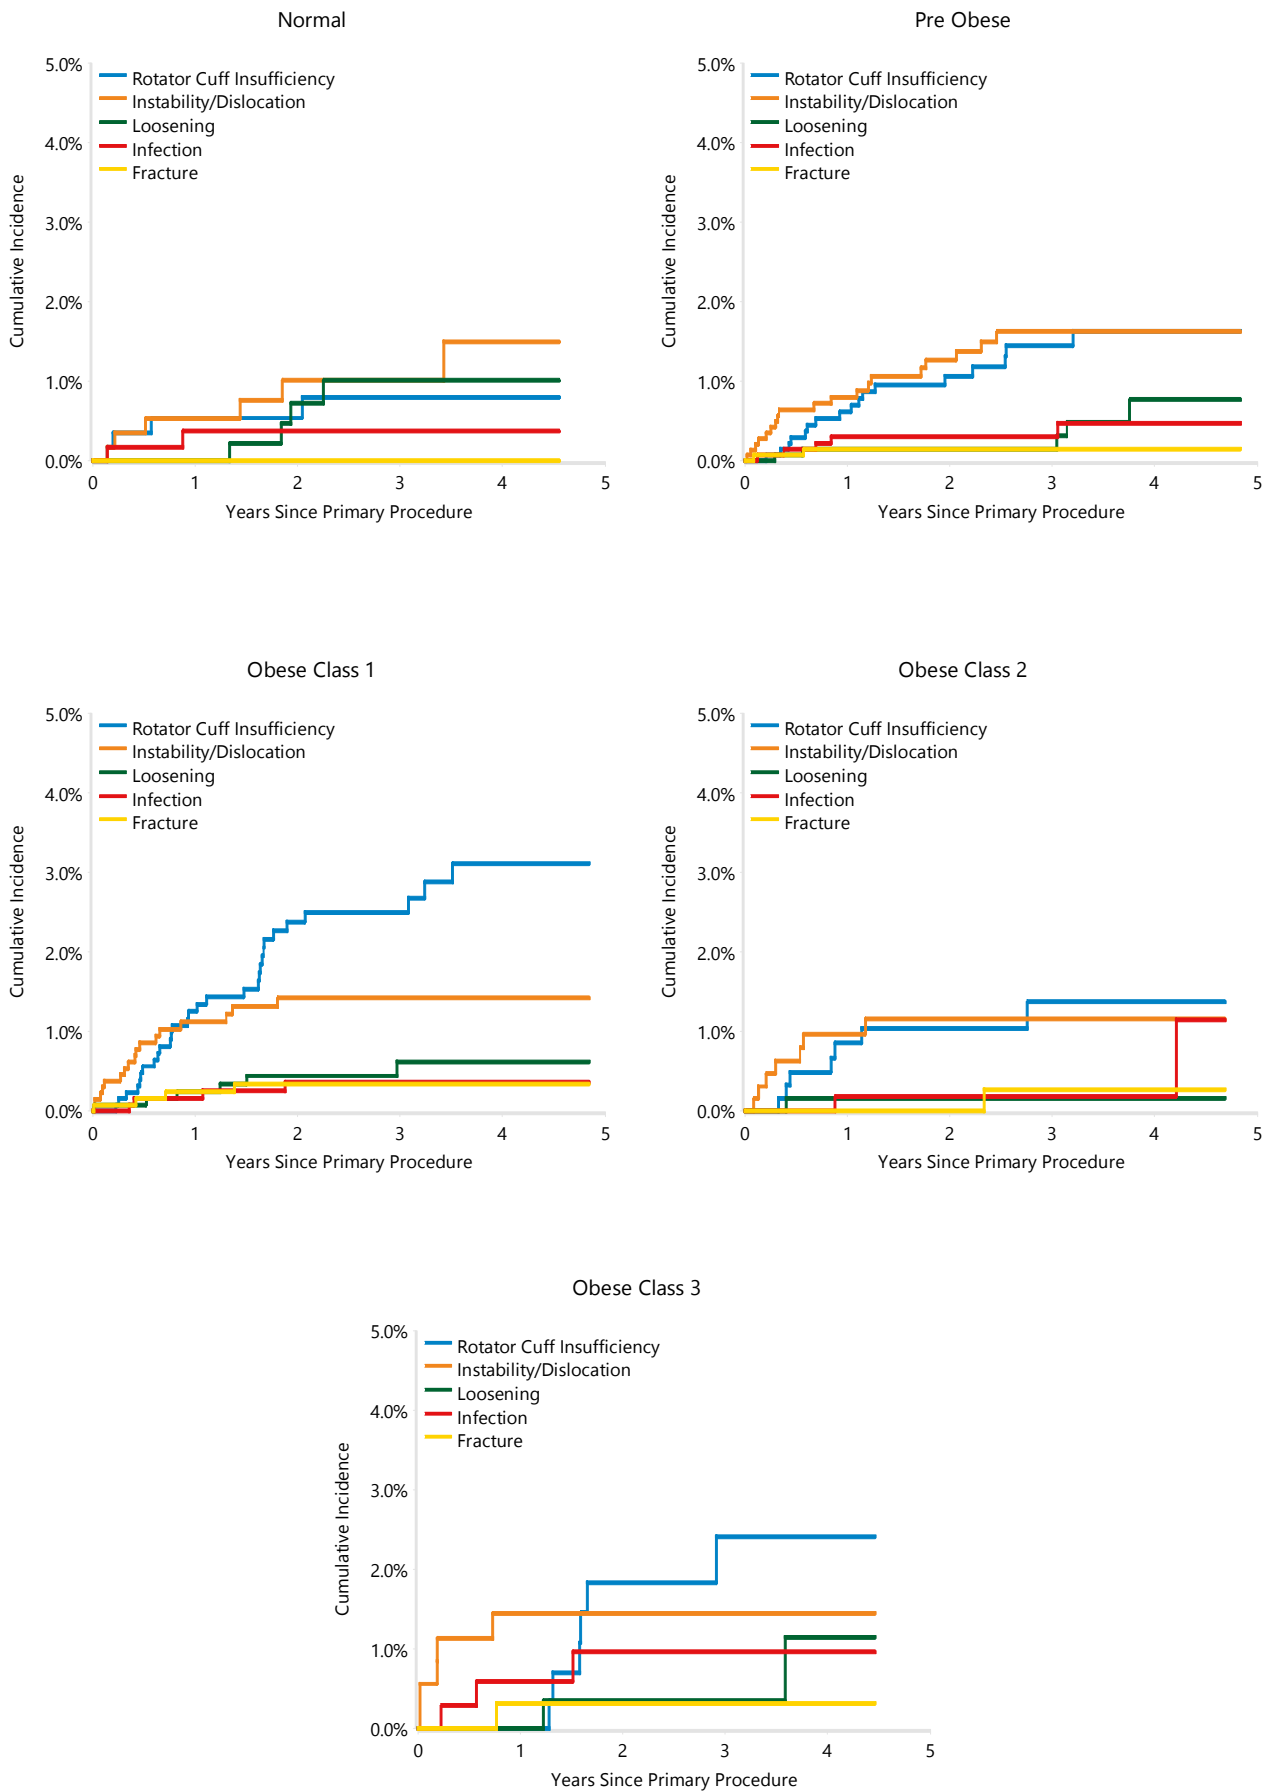 Normal
5.0%
4.0%
3.0%
2.0%
1.0%
0.0%
Cumulative Incidence
Rotator Cuff Insufficiency
Instability/Dislocation
Loosening
Infection
Fracture
0 1 2 3 4 5
Years Since Primary Procedure
Pre Obese
5.0%
4.0%
3.0%
2.0%
1.0%
0.0%
Cumulative Incidence
Rotator Cuff Insufficiency
Instability/Dislocation
Loosening
Infection
Fracture
0 1 2 3 4 5
Years Since Primary Procedure
Obese Class 1
5.0%
4.0%
3.0%
2.0%
1.0%
0.0%
Cumulative Incidence
Rotator Cuff Insufficiency
Instability/Dislocation
Loosening
Infection
Fracture
0 1 2 3 4 5
Years Since Primary Procedure
Obese Class 2
5.0%
4.0%
3.0%
2.0%
1.0%
0.0%
Cumulative Incidence
Rotator Cuff Insufficiency
Instability/Dislocation
Loosening
Infection
Fracture
0 1 2 3 4 5
Years Since Primary Procedure
Obese Class 3
5.0%
4.0%
3.0%
2.0%
1.0%
0.0%
Cumulative Incidence
Rotator Cuff Insufficiency
Instability/Dislocation
Loosening
Infection
Fracture
0 1 2 3 4 5
Years Since Primary Procedure